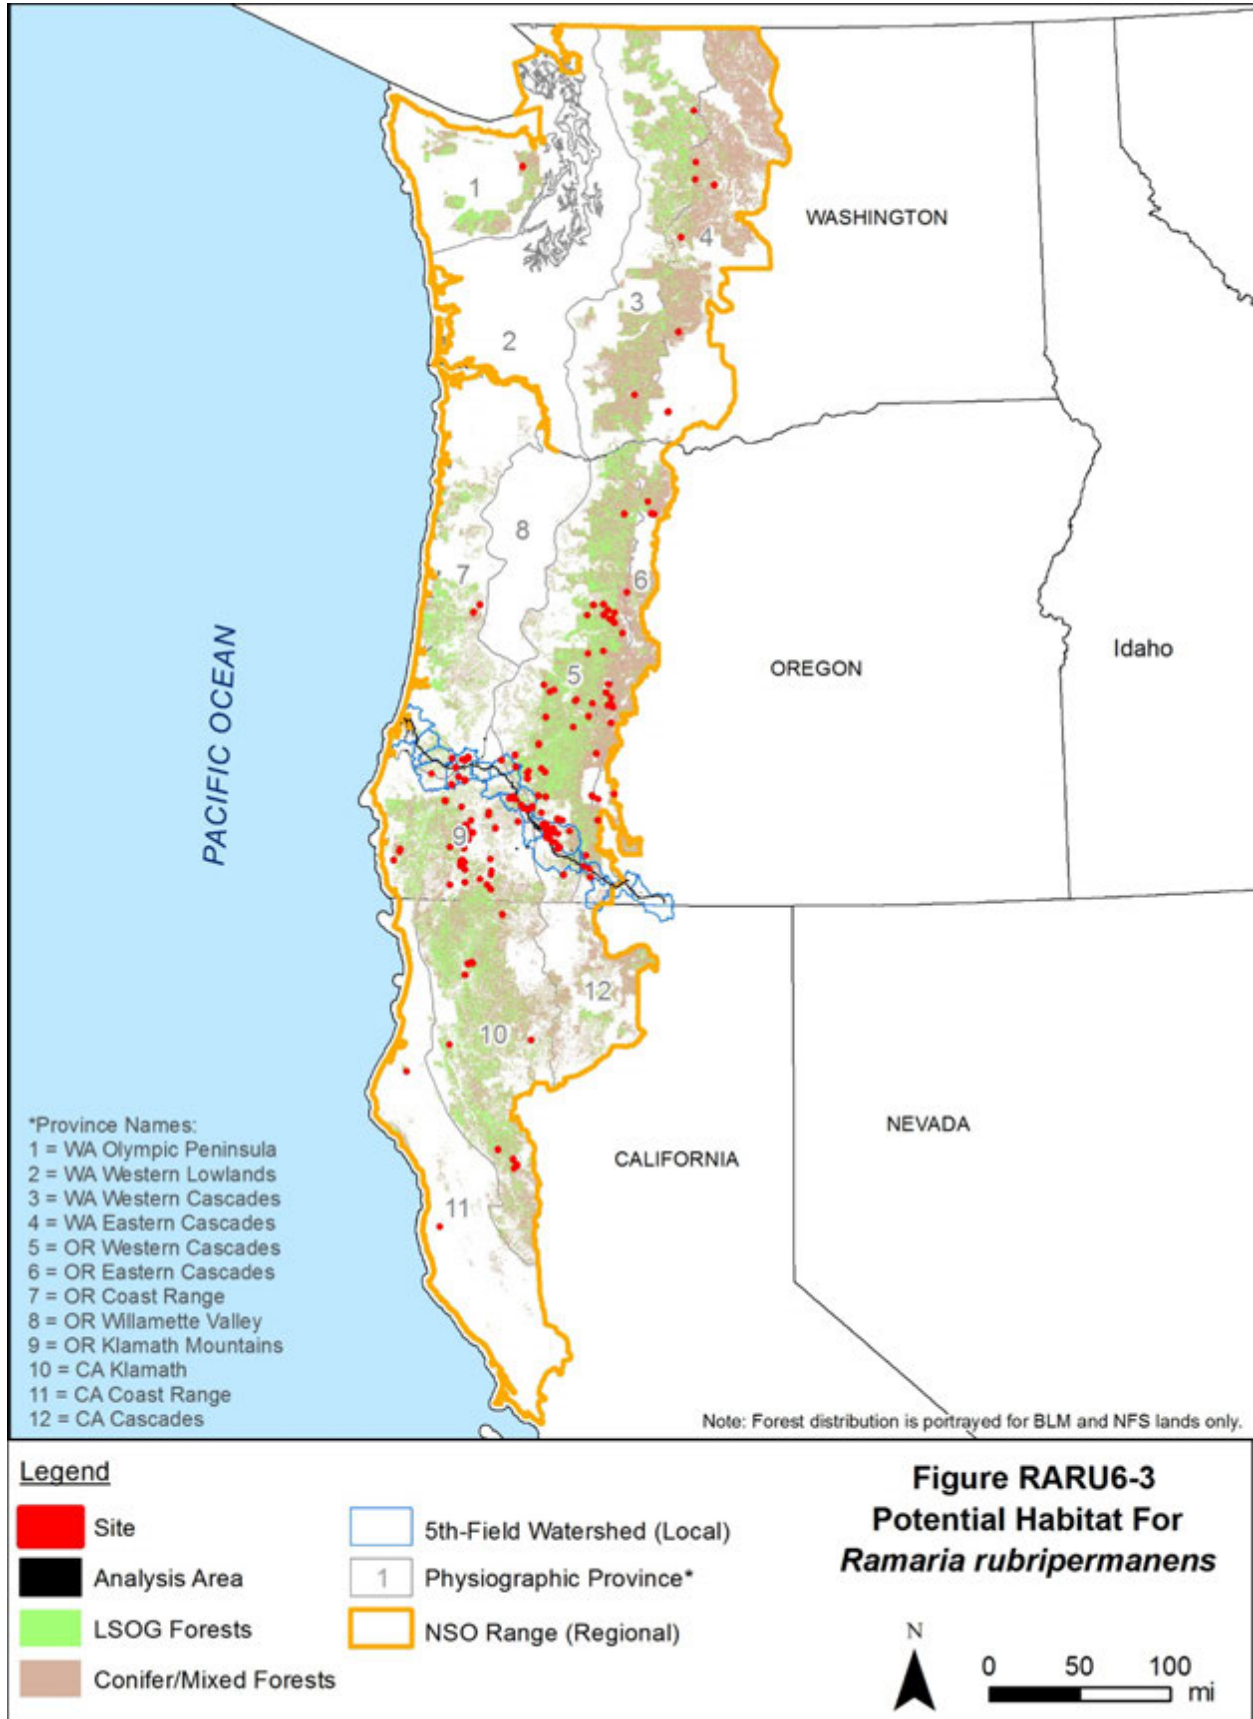 WASHINGTON
1
4
3
2
8
7
6
PACIFIC OCEAN
5
OREGON
Idaho
9
12
10
NEVADA
CALIFORNIA
11
*Province Names:
1 = WA Olympic Peninsula
2 = WA Western Lowlands
3 = WA Western Cascades
4 = WA Eastern Cascades
5 = OR Western Cascades
6 = OR Eastern Cascades
7 = OR Coast Range
8 = OR Willamette Valley
9 = OR Klamath Mountains
10 = CA Klamath
11 = CA Coast Range
12 = CA Cascades
Note: Forest distribution is portrayed for BLM and NFS lands only.
Legend
Site
Analysis Area
LSOG Forests
Conifer/Mixed Forests
5th-Field Watershed (Local)
1 Physiographic Province*
NSO Range (Regional)
Figure RARU6-3
Potential Habitat For
Ramaria rubripermanens
N
0 50 100
mi